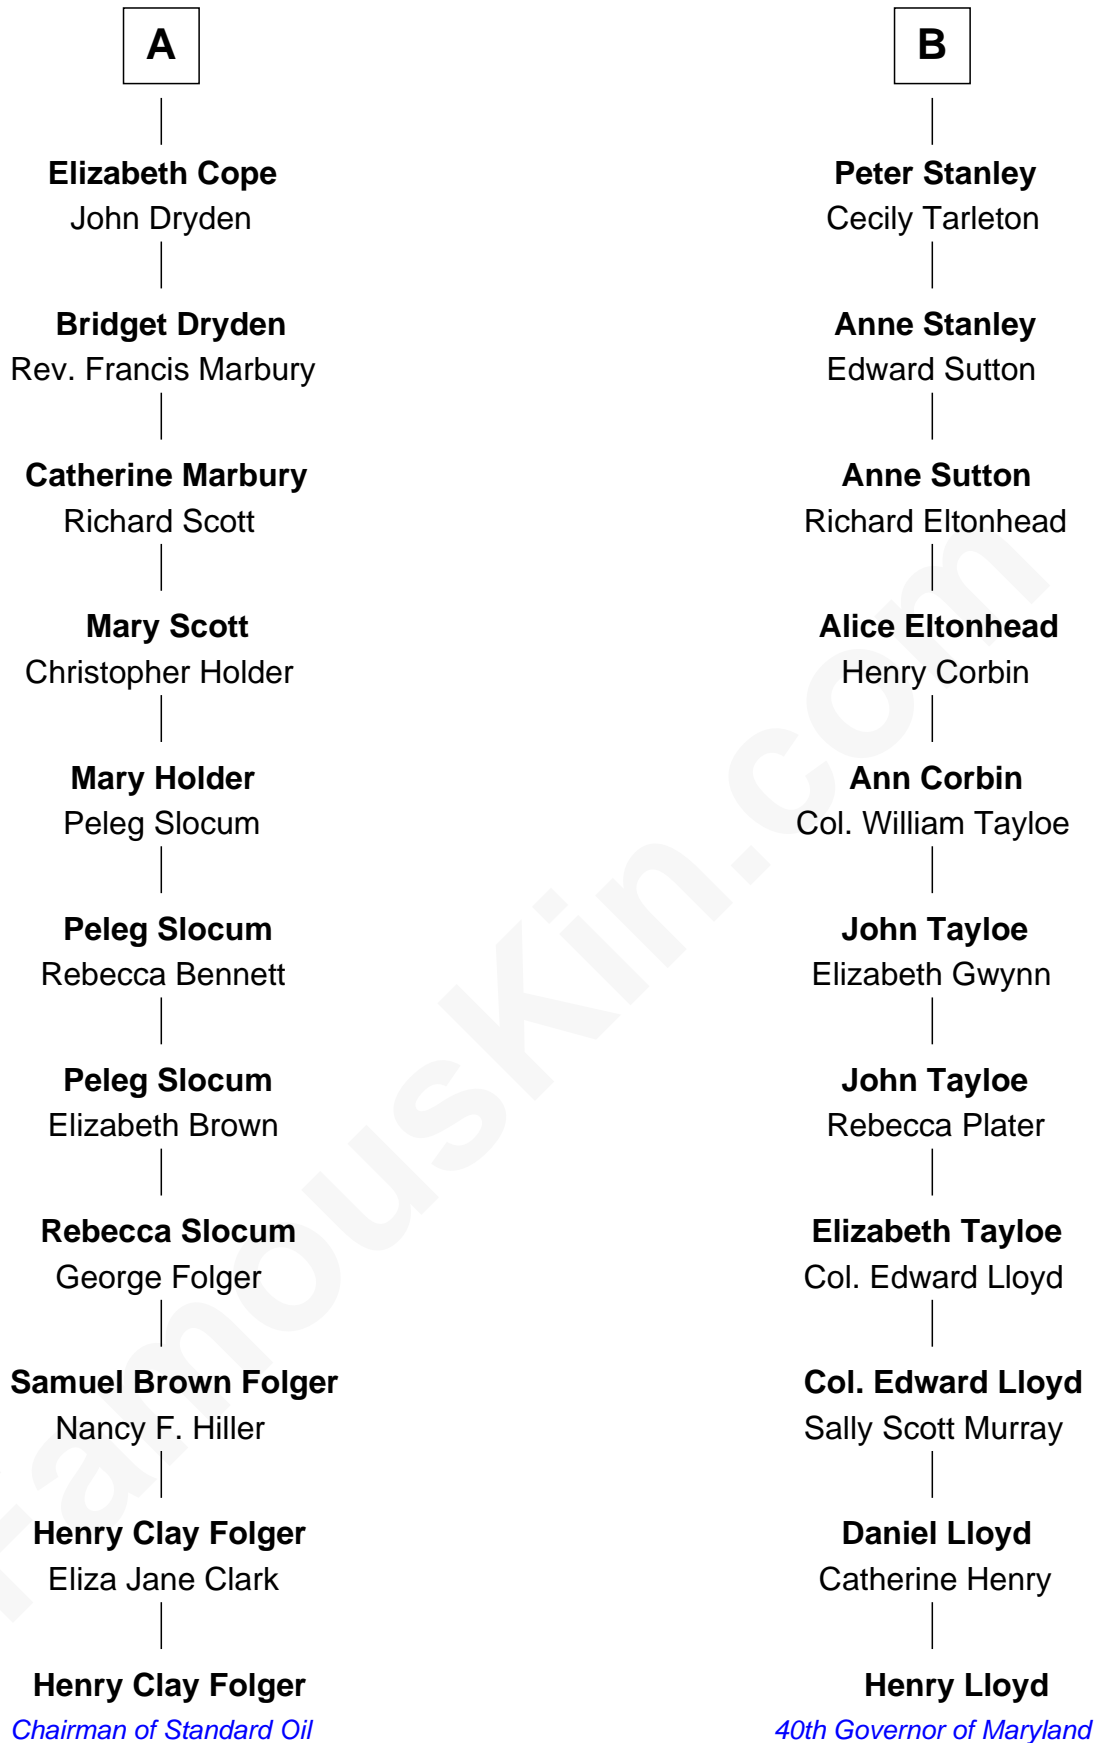 A
Elizabeth Cope
John Dryden
Bridget Dryden
Rev. Francis Marbury
Catherine Marbury
Richard Scott
Mary Scott
Christopher Holder
Mary Holder
Peleg Slocum
Peleg Slocum
Rebecca Bennett
Peleg Slocum
Elizabeth Brown
Rebecca Slocum
George Folger
Samuel Brown Folger
Nancy F. Hiller
Henry Clay Folger
Eliza Jane Clark
Henry Clay Folger
Chairman of Standard Oil
B
Peter Stanley
Cecily Tarleton
Anne Stanley
Edward Sutton
Anne Sutton
Richard Eltonhead
Alice Eltonhead
Henry Corbin
Ann Corbin
Col. William Tayloe
John Tayloe
Elizabeth Gwynn
John Tayloe
Rebecca Plater
Elizabeth Tayloe
Col. Edward Lloyd
Col. Edward Lloyd
Sally Scott Murray
Daniel Lloyd
Catherine Henry
Henry Lloyd
40th Governor of Maryland
FamousKin.com